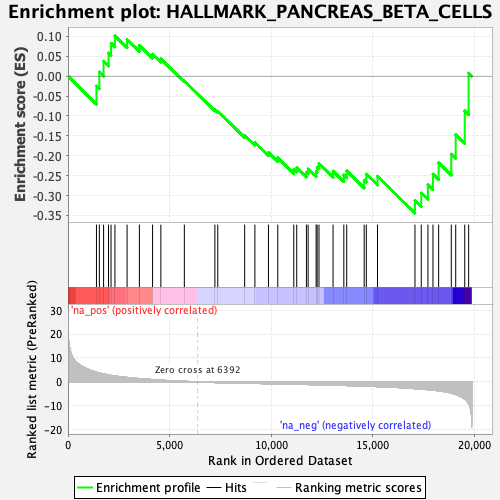 Enrichment plot: HALLMARK_PANCREAS_BETA_CELLS
Enrichment score (ES)
0.10
0.05
0.00
-0.05
-0.10
-0.15
-0.20
-0.25
-0.30
-0.35
'na_pos' (positively correlated)
Ranked list metric (PreRanked)
30
20
10
0
-10
-20
Zero cross at 6392
'na_neg' (negatively correlated)
0 5,000 10,000 15,000 20,000
Rank in Ordered Dataset
Enrichment profile Hits Ranking metric scores